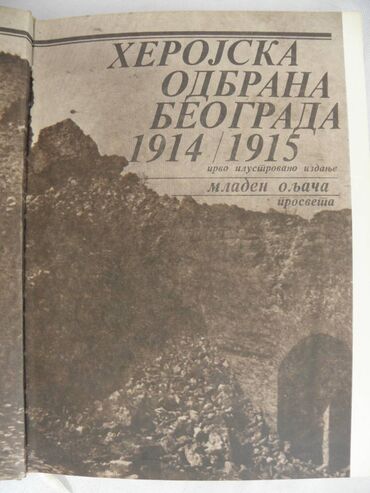 ХЕРОЈСКА
ОДБРАНА
БЕОГРАДА
1914/1915
прво илустровано издање
младен ољача
просвета